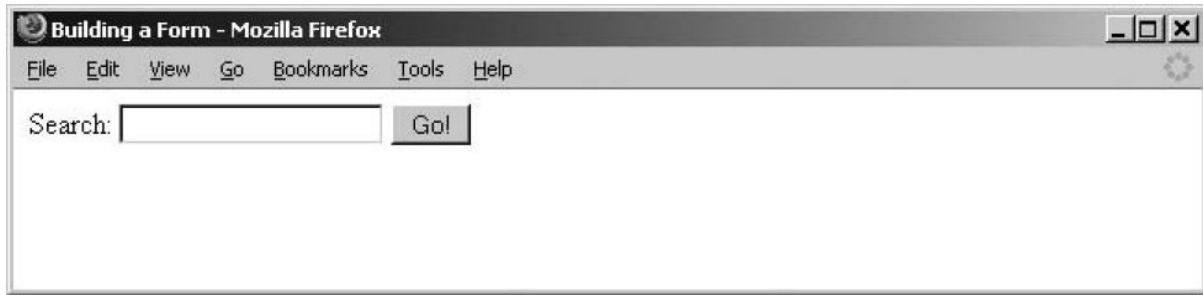 Building a Form - Mozilla Firefox
File Edit View Go Bookmarks Tools Help
Search: Go!